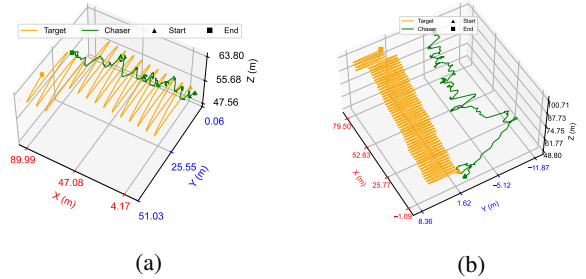 Target Chaser Start End
63.80
55.68
47.56
Z (m)
0.06
25.55
51.03
Y (m)
89.99
47.08
4.17
X (m)
(a)
Target Start
Chaser End
100.71
87.73
74.75
61.77
48.80
Z (m)
79.50
52.63
25.77
-1.09
X (m)
8.36
1.62
-5.12
-11.87
Y (m)
(b)